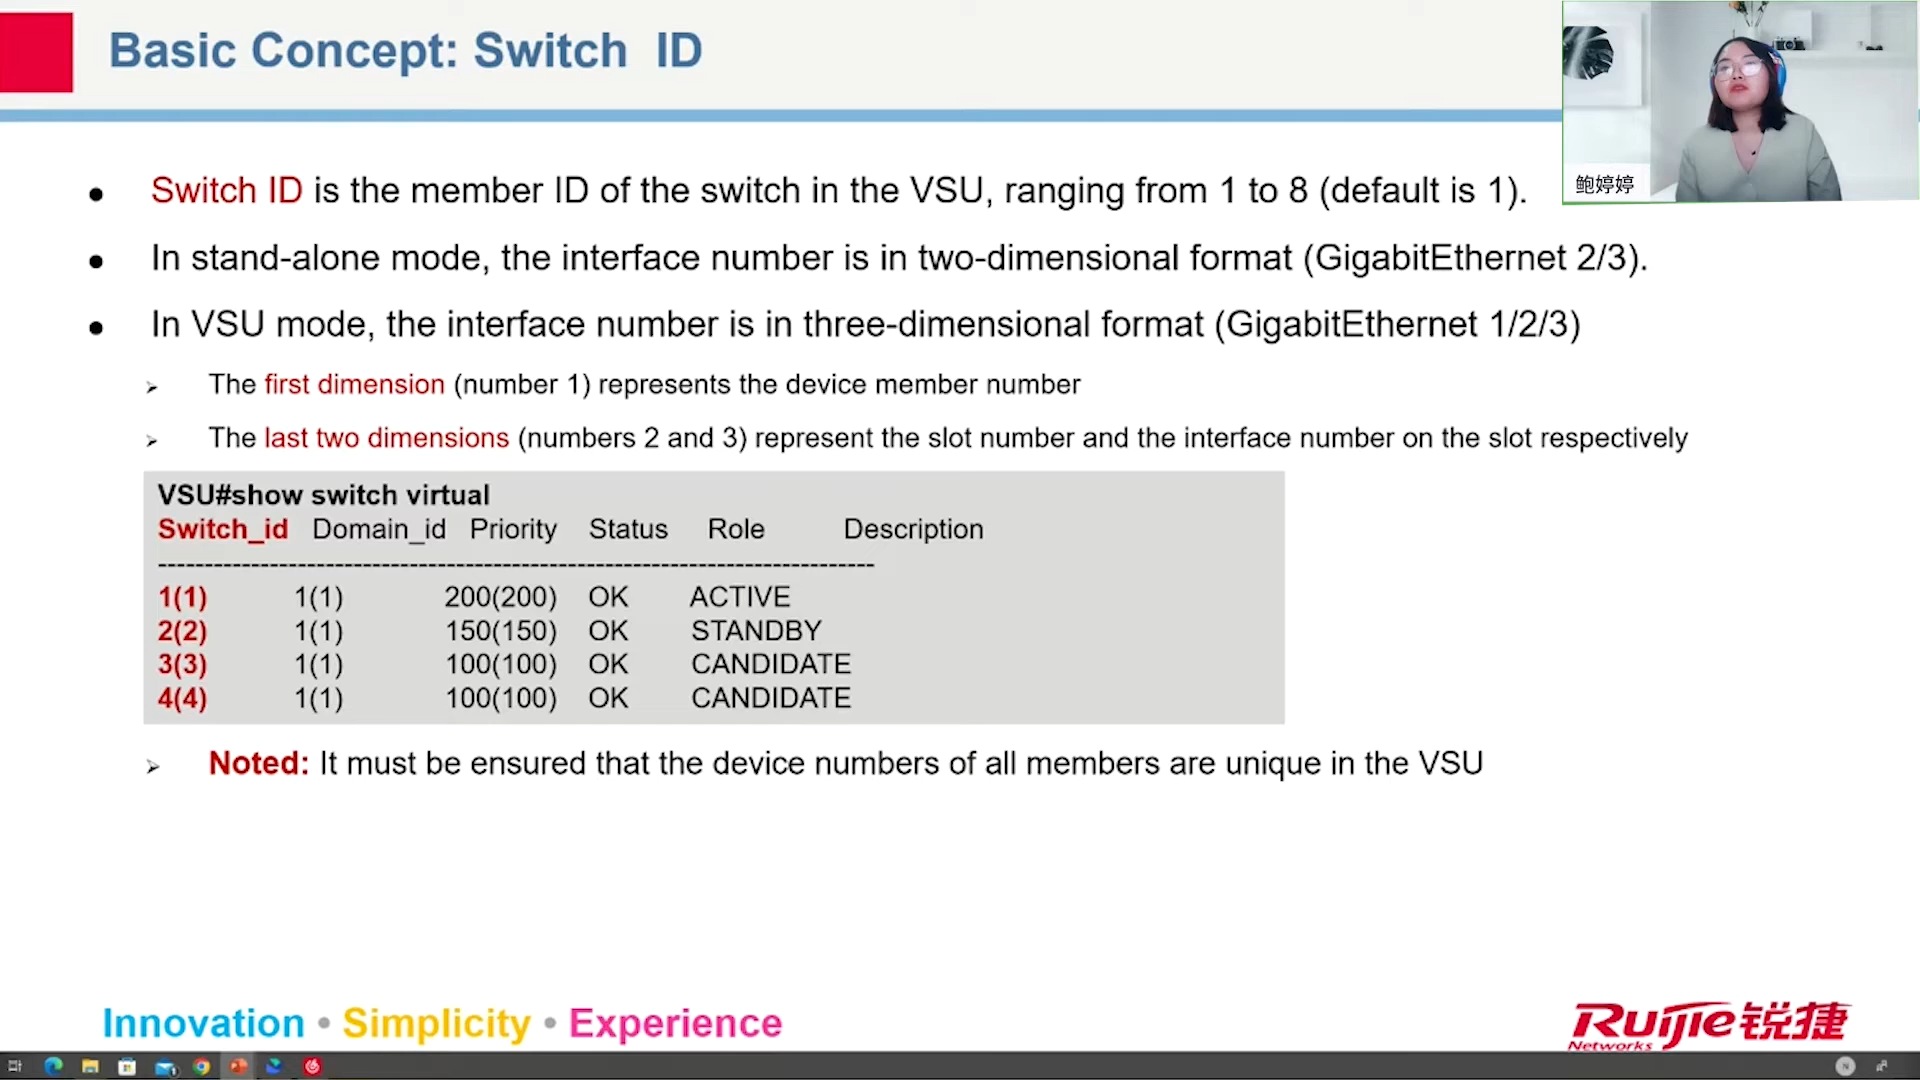 Basic Concept: Switch ID
鲍婷婷
● Switch ID is the member ID of the switch in the VSU, ranging from 1 to 8 (default is 1).
● In stand-alone mode, the interface number is in two-dimensional format (GigabitEthernet 2/3).
● In VSU mode, the interface number is in three-dimensional format (GigabitEthernet 1/2/3)
➢ The first dimension (number 1) represents the device member number
➢ The last two dimensions (numbers 2 and 3) represent the slot number and the interface number on the slot respectively
VSU#show switch virtual
Switch_id Domain_id Priority Status Role Description
------------------------------------------------------------------------------
1(1) 1(1) 200(200) OK ACTIVE
2(2) 1(1) 150(150) OK STANDBY
3(3) 1(1) 100(100) OK CANDIDATE
4(4) 1(1) 100(100) OK CANDIDATE
➢ Noted: It must be ensured that the device numbers of all members are unique in the VSU
Innovation • Simplicity • Experience
Ruijie锐捷
Networks